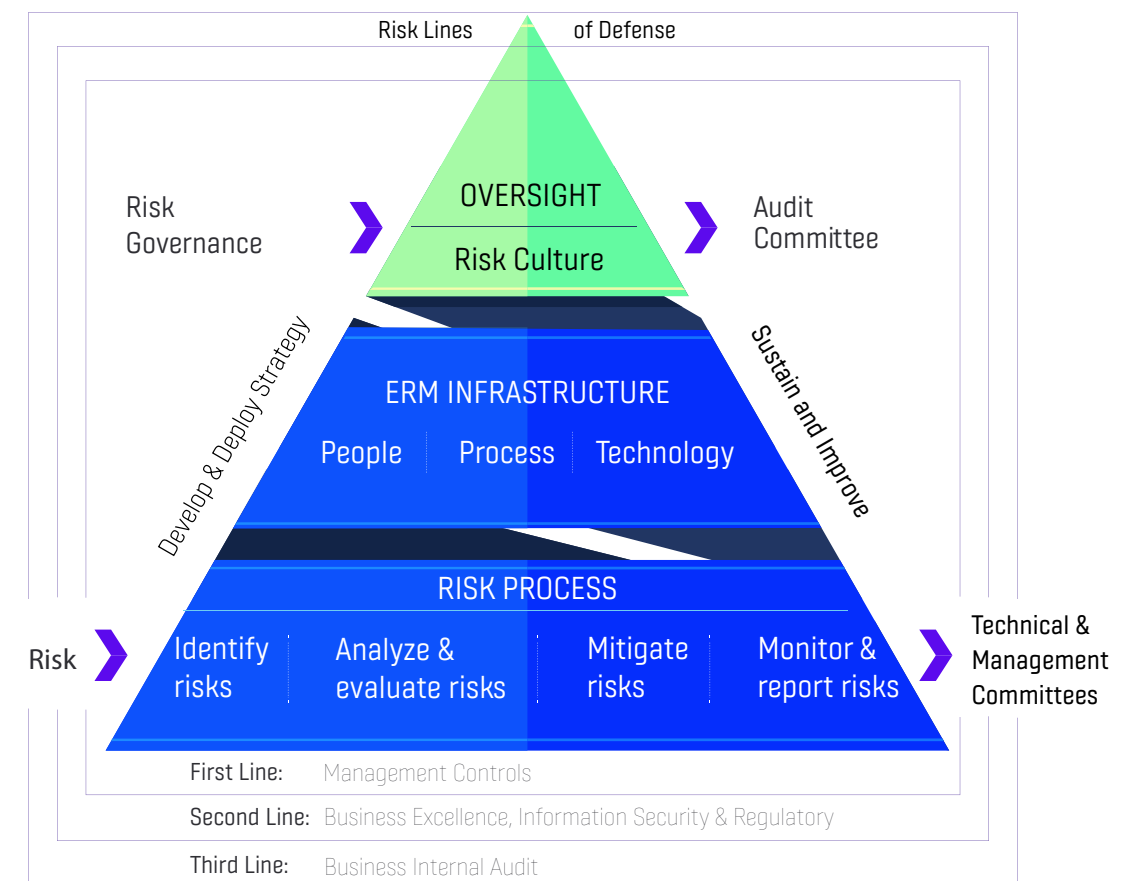 Risk Lines of Defense
OVERSIGHT
Risk Culture
Risk
Governance
Audit
Committee
Develop & Deploy Strategy
Sustain and Improve
ERM INFRASTRUCTURE
People Process Technology
RISK PROCESS
Identify
risks
Analyze &
evaluate risks
Mitigate
risks
Monitor &
report risks
Risk
Technical &
Management
Committees
First Line: Management Controls
Second Line: Business Excellence, Information Security & Regulatory
Third Line: Business Internal Audit